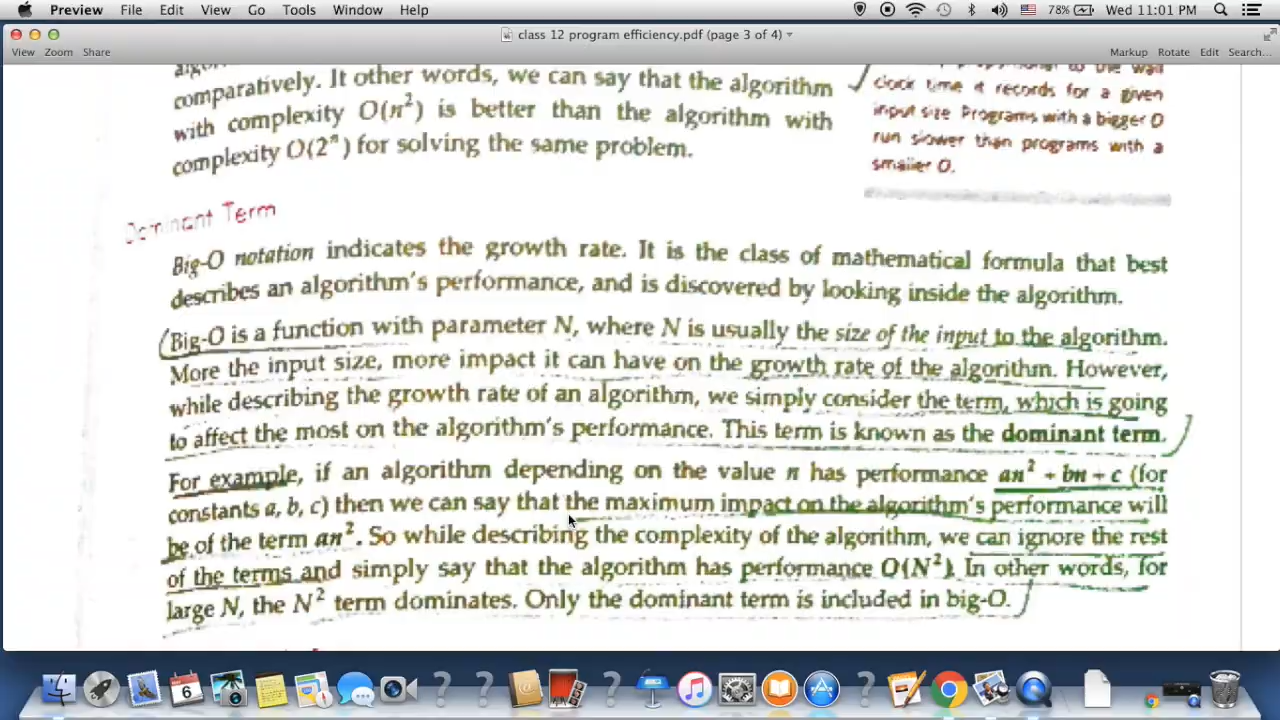 Preview File Edit View Go Tools Window Help 78% Wed 11:01 PM
class 12 program efficiency.pdf (page 3 of 4)
View Zoom Share Markup Rotate Edit Search...
comparatively. It other words, we can say that the algorithm
with complexity O(n²) is better than the algorithm with
complexity O(2ⁿ) for solving the same problem.
to the wall
clock time it records for a given
input size Programs with a bigger O
run slower than programs with a
smaller O.
Dominant Term
Big-O notation indicates the growth rate. It is the class of mathematical formula that best
describes an algorithm's performance, and is discovered by looking inside the algorithm.
Big-O is a function with parameter N, where N is usually the size of the input to the algorithm.
More the input size, more impact it can have on the growth rate of the algorithm. However,
while describing the growth rate of an algorithm, we simply consider the term, which is going
to affect the most on the algorithm's performance. This term is known as the dominant term.
For example, if an algorithm depending on the value n has performance an² + bn + c (for
constants a, b, c) then we can say that the maximum impact on the algorithm's performance will
be of the term an². So while describing the complexity of the algorithm, we can ignore the rest
of the terms and simply say that the algorithm has performance O(N²). In other words, for
large N, the N² term dominates. Only the dominant term is included in big-O.
6